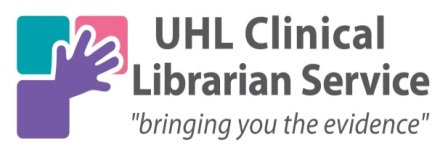 UHL Clinical
Librarian Service
"bringing you the evidence"